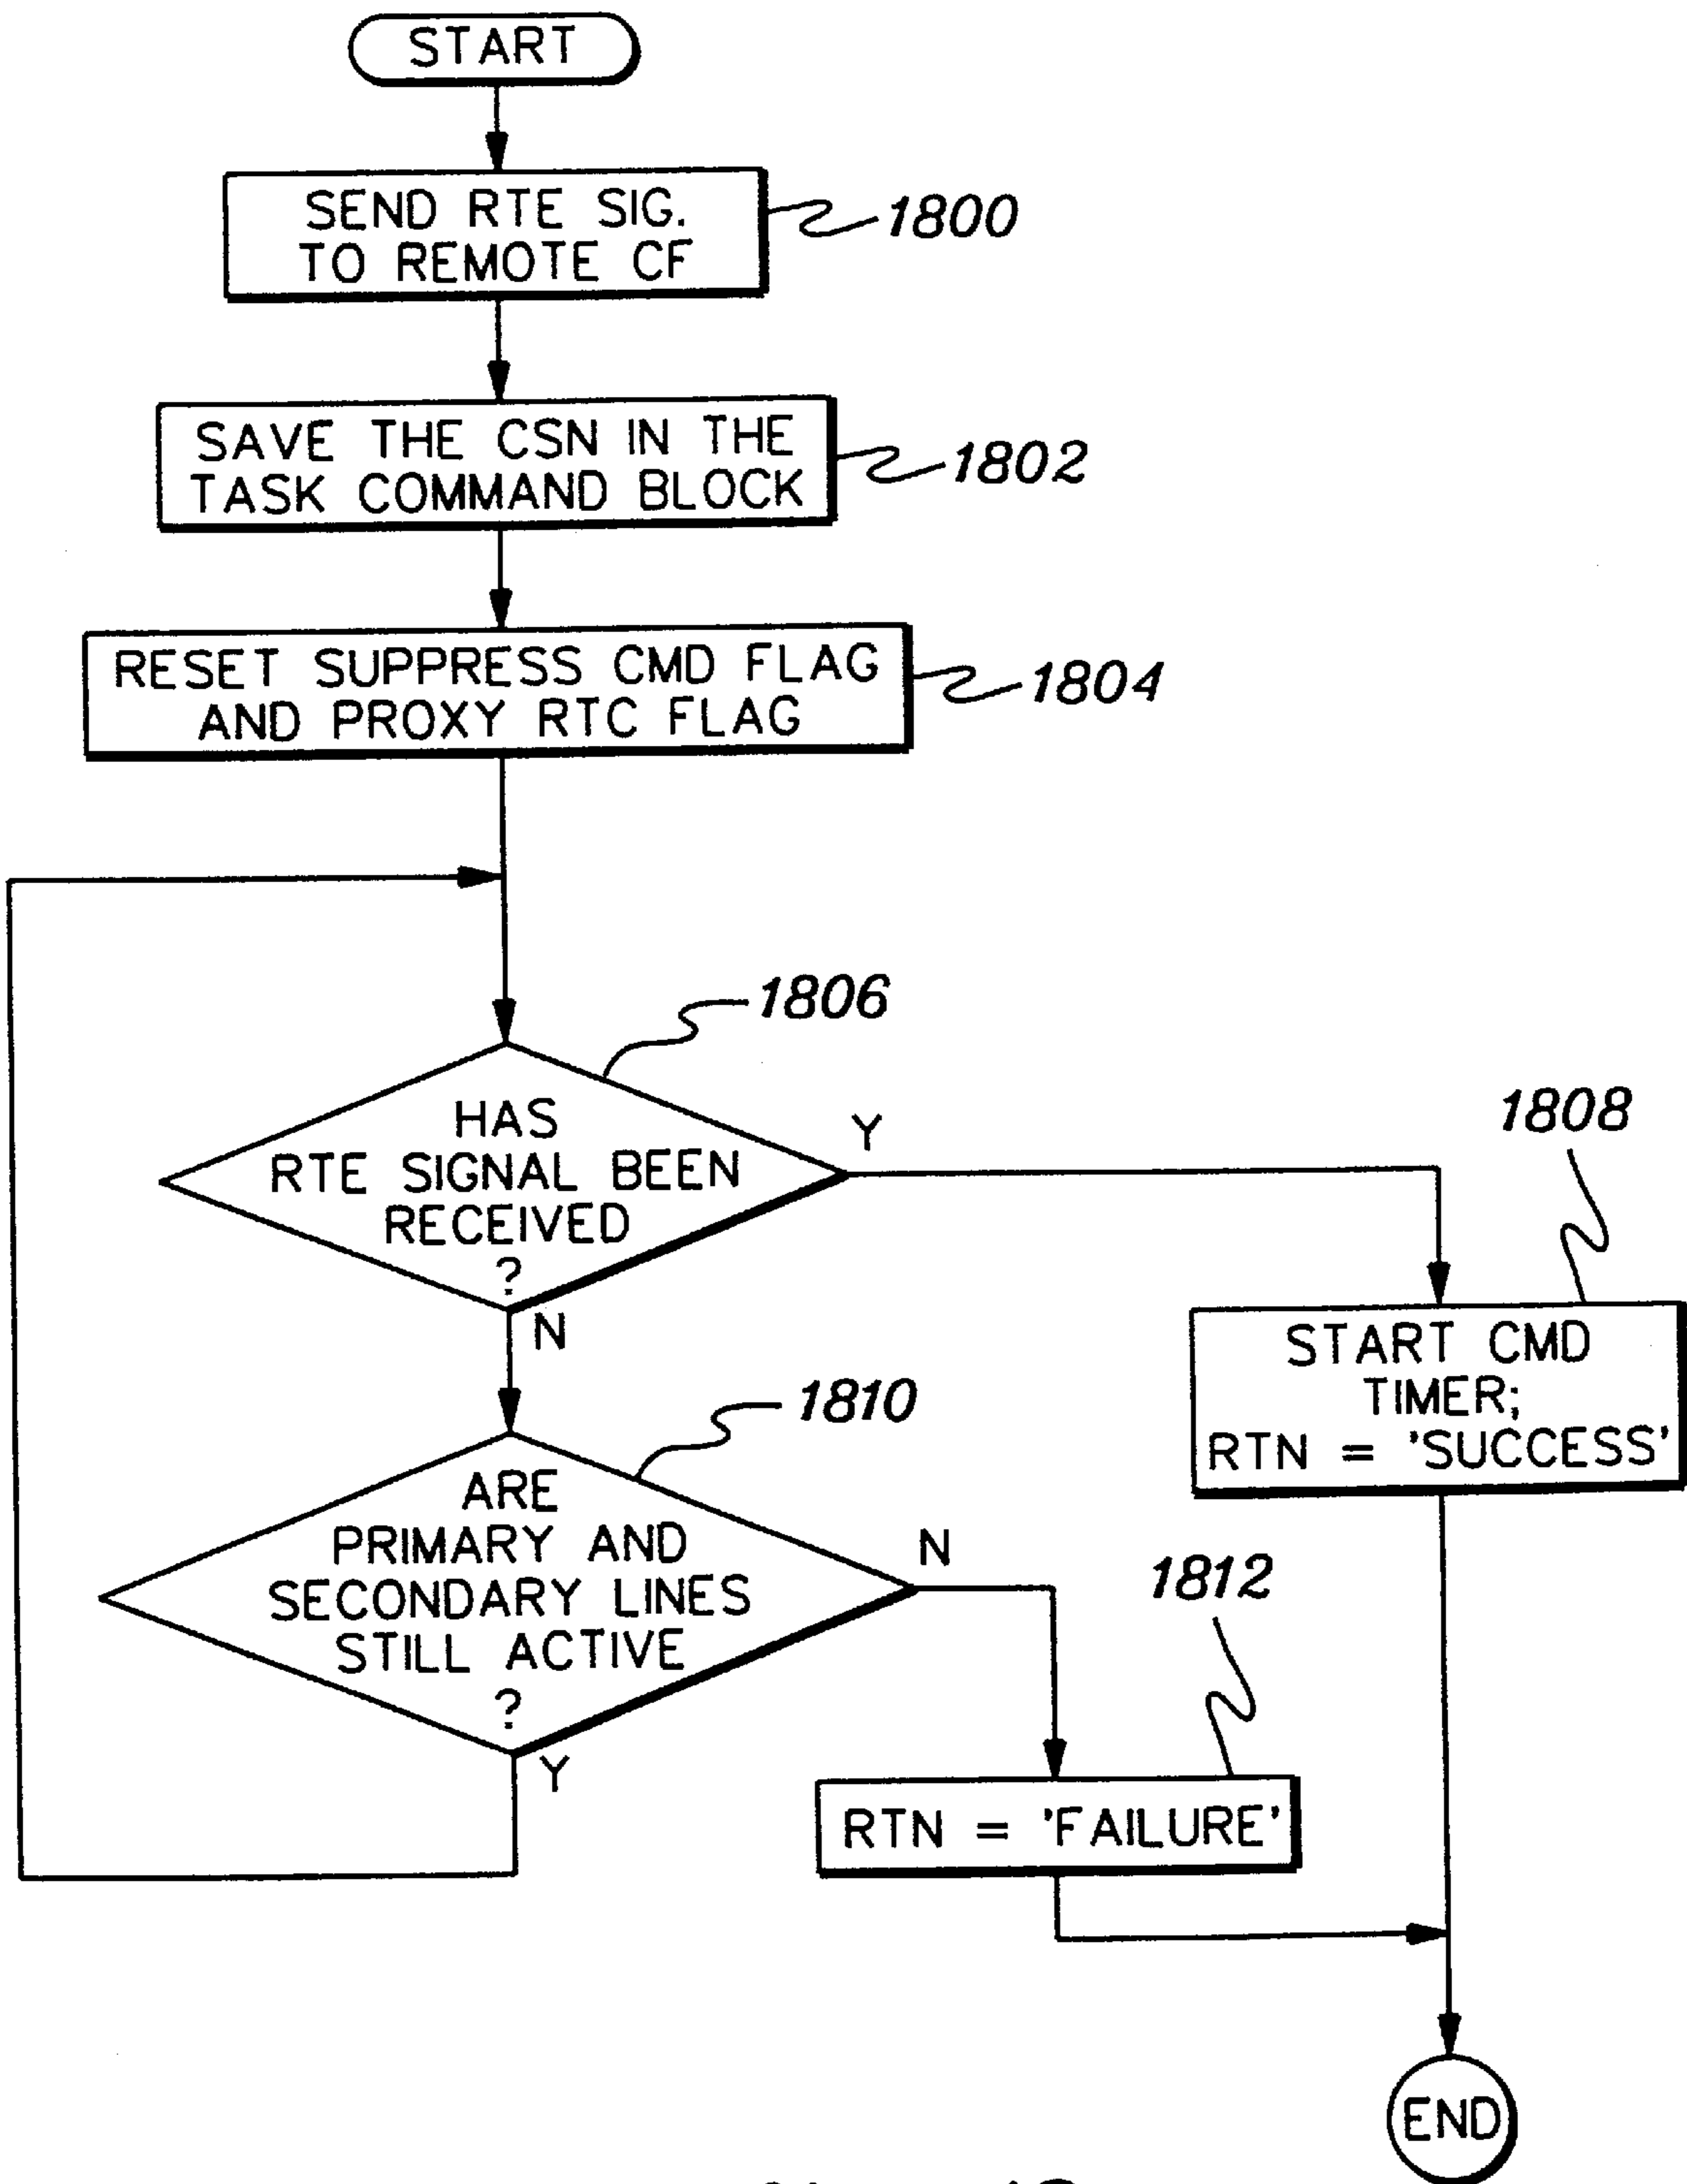 START
SEND RTE SIG.
TO REMOTE CF
1800
SAVE THE CSN IN THE
TASK COMMAND BLOCK
1802
RESET SUPPRESS CMD FLAG
AND PROXY RTC FLAG
1804
1806
HAS
RTE SIGNAL BEEN
RECEIVED
?
Y
N
1808
START CMD
TIMER;
RTN = 'SUCCESS'
1810
ARE
PRIMARY AND
SECONDARY LINES
STILL ACTIVE
?
N
Y
1812
RTN = 'FAILURE'
END